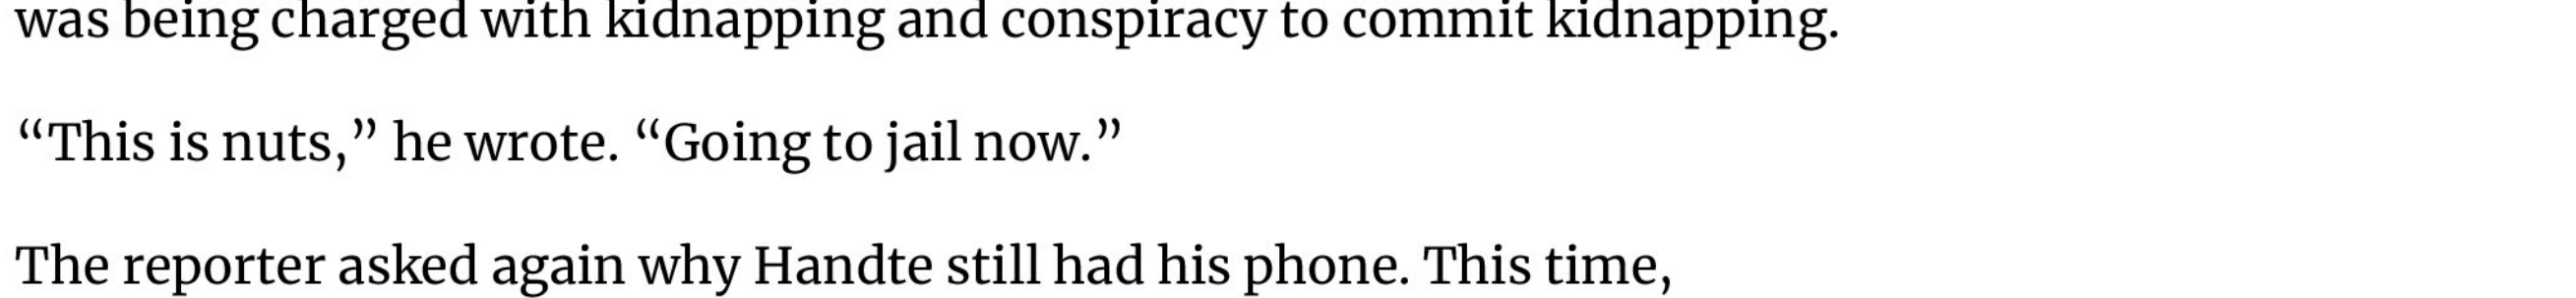 was being charged with kidnapping and conspiracy to commit kidnapping.
“This is nuts,” he wrote. “Going to jail now.”
The reporter asked again why Handte still had his phone. This time,